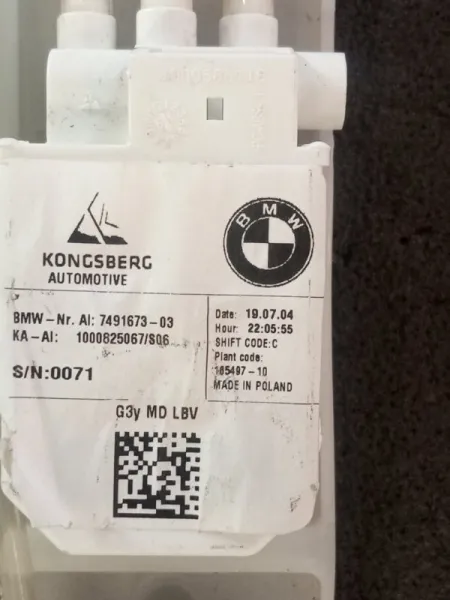 KONGSBERG
AUTOMOTIVE
BMW
BMW-Nr. AI: 7491673-03
KA-AI: 1000825067/S06
S/N:0071
Date: 19.07.04
Hour: 22:05:55
SHIFT CODE:C
Plant code:
165497-10
MADE IN POLAND
G3y MD LBV